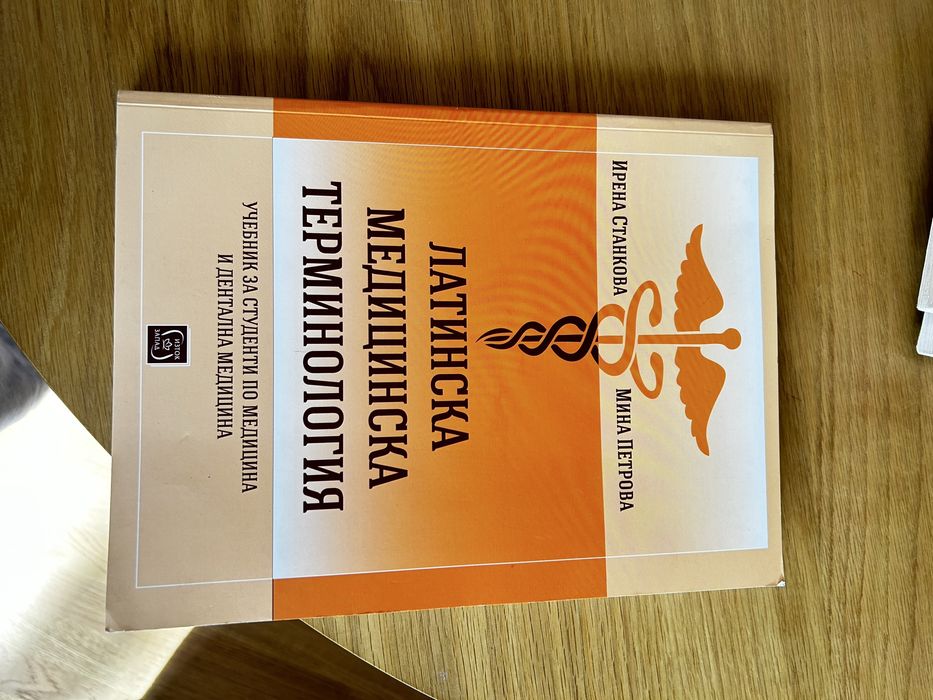 Ирена Станкова
Мина Петрова
ЛАТИНСКА
МЕДИЦИНСКА
ТЕРМИНОЛОГИЯ
УЧЕБНИК ЗА СТУДЕНТИ ПО МЕДИЦИНА
И ДЕНТАЛНА МЕДИЦИНА
ИЗТОК
ЗАПАД